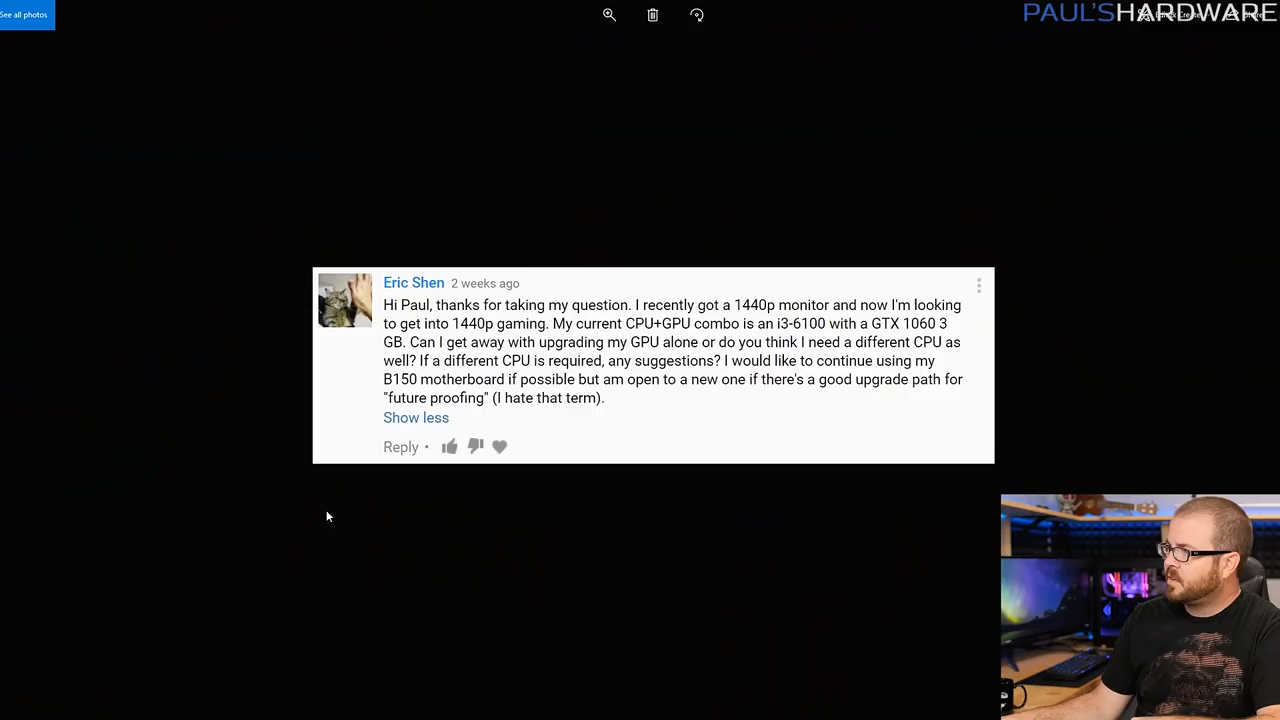 See all photos
PAUL'SHARDWARE
Eric Shen 2 weeks ago
Hi Paul, thanks for taking my question. I recently got a 1440p monitor and now I'm looking
to get into 1440p gaming. My current CPU+GPU combo is an i3-6100 with a GTX 1060 3
GB. Can I get away with upgrading my GPU alone or do you think I need a different CPU as
well? If a different CPU is required, any suggestions? I would like to continue using my
B150 motherboard if possible but am open to a new one if there's a good upgrade path for
"future proofing" (I hate that term).
Show less
Reply •